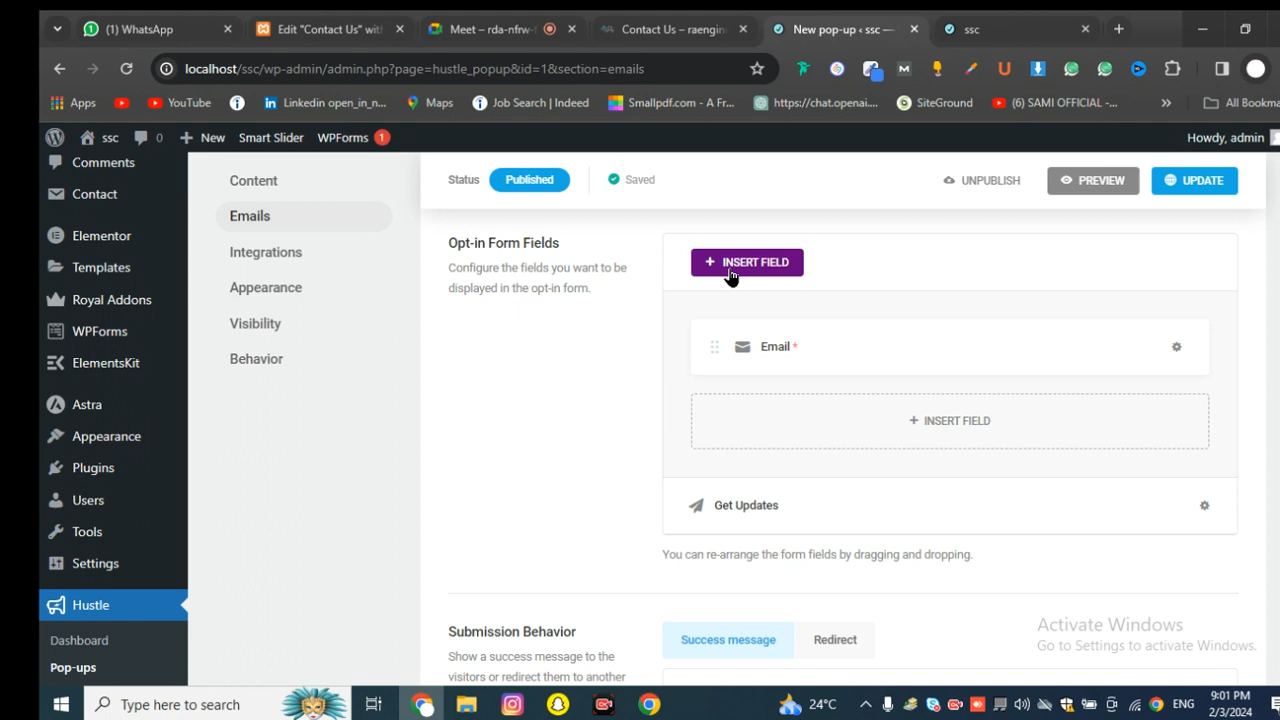 (1) WhatsApp
Edit "Contact Us" with
Meet – rda-nfrw-
Contact Us – raengin
New pop-up ‹ ssc —
ssc
localhost/ssc/wp-admin/admin.php?page=hustle_popup&id=1&section=emails
Apps
YouTube
Linkedin open_in_n...
Maps
Job Search | Indeed
Smallpdf.com - A Fr...
https://chat.openai....
SiteGround
(6) SAMI OFFICIAL -...
»
All Bookma
ssc
0
New
Smart Slider
WPForms 1
Howdy, admin
Comments
Contact
Elementor
Templates
Royal Addons
WPForms
ElementsKit
Astra
Appearance
Plugins
Users
Tools
Settings
Hustle
Dashboard
Pop-ups
Content
Emails
Integrations
Appearance
Visibility
Behavior
Status
Published
Saved
UNPUBLISH
PREVIEW
UPDATE
Opt-in Form Fields
Configure the fields you want to be
displayed in the opt-in form.
+ INSERT FIELD
Email *
+ INSERT FIELD
Get Updates
You can re-arrange the form fields by dragging and dropping.
Submission Behavior
Show a success message to the
visitors or redirect them to another
Success message
Redirect
Activate Windows
Go to Settings to activate Windows.
Type here to search
24°C
ENG
9:01 PM
2/3/2024